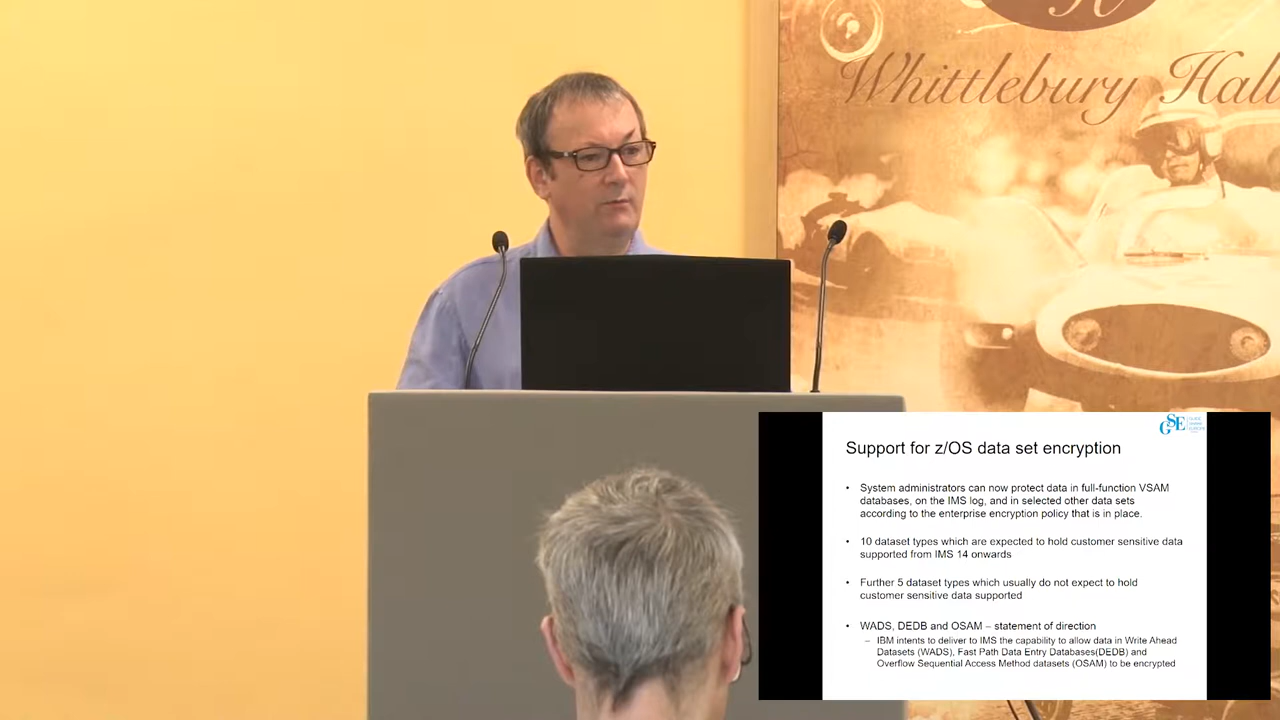 Whittlebury Hall
GSE
Support for z/OS data set encryption
• System administrators can now protect data in full-function VSAM
databases, on the IMS log, and in selected other data sets
according to the enterprise encryption policy that is in place.
• 10 dataset types which are expected to hold customer sensitive data
supported from IMS 14 onwards
• Further 5 dataset types which usually do not expect to hold
customer sensitive data supported
• WADS, DEDB and OSAM – statement of direction
– IBM intents to deliver to IMS the capability to allow data in Write Ahead
Datasets (WADS), Fast Path Data Entry Databases(DEDB) and
Overflow Sequential Access Method datasets (OSAM) to be encrypted